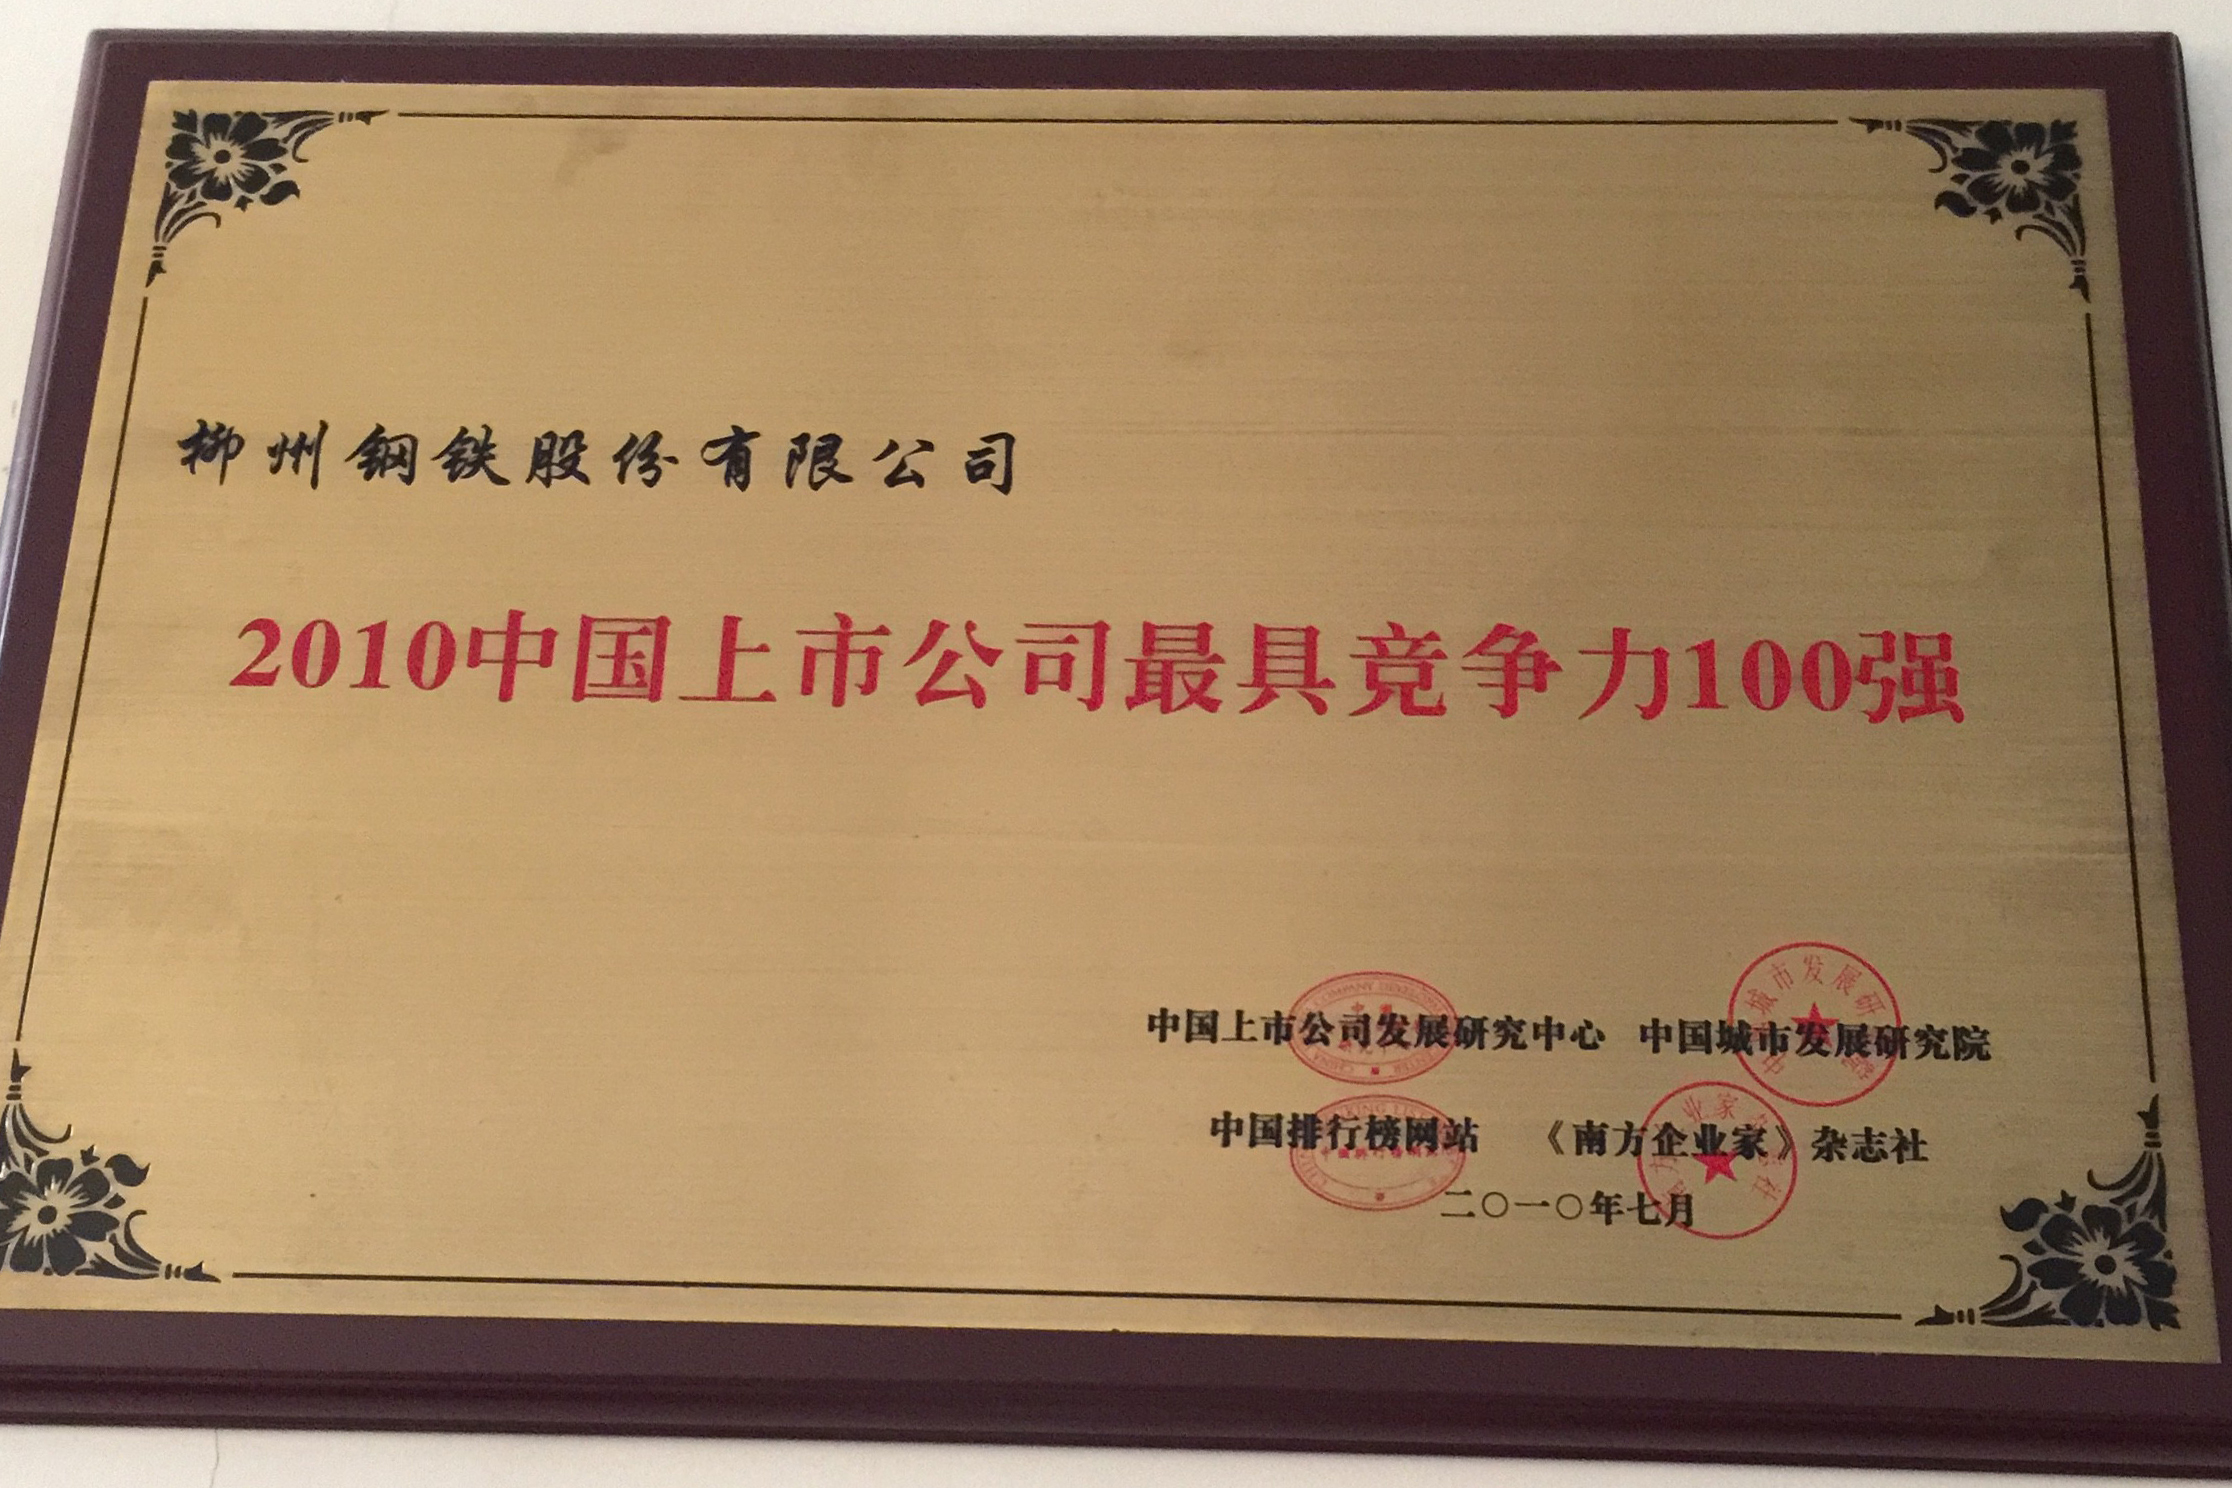 柳州钢铁股份有限公司
2010中国上市公司最具竞争力100强
中国上市公司发展研究中心 中国城市发展研究院
中国排行榜网站 《南方企业家》杂志社
二〇一〇年七月